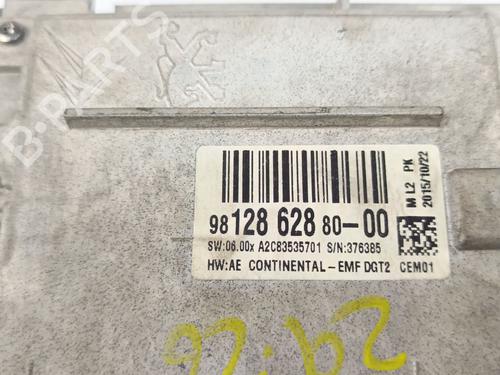 B-PARTS
98 128 628 80-00
SW:06.00x A2C83535701 S/N:376385
HW:AE CONTINENTAL-EMF DGT2 CEM01
M L2 PK
2015/10/22